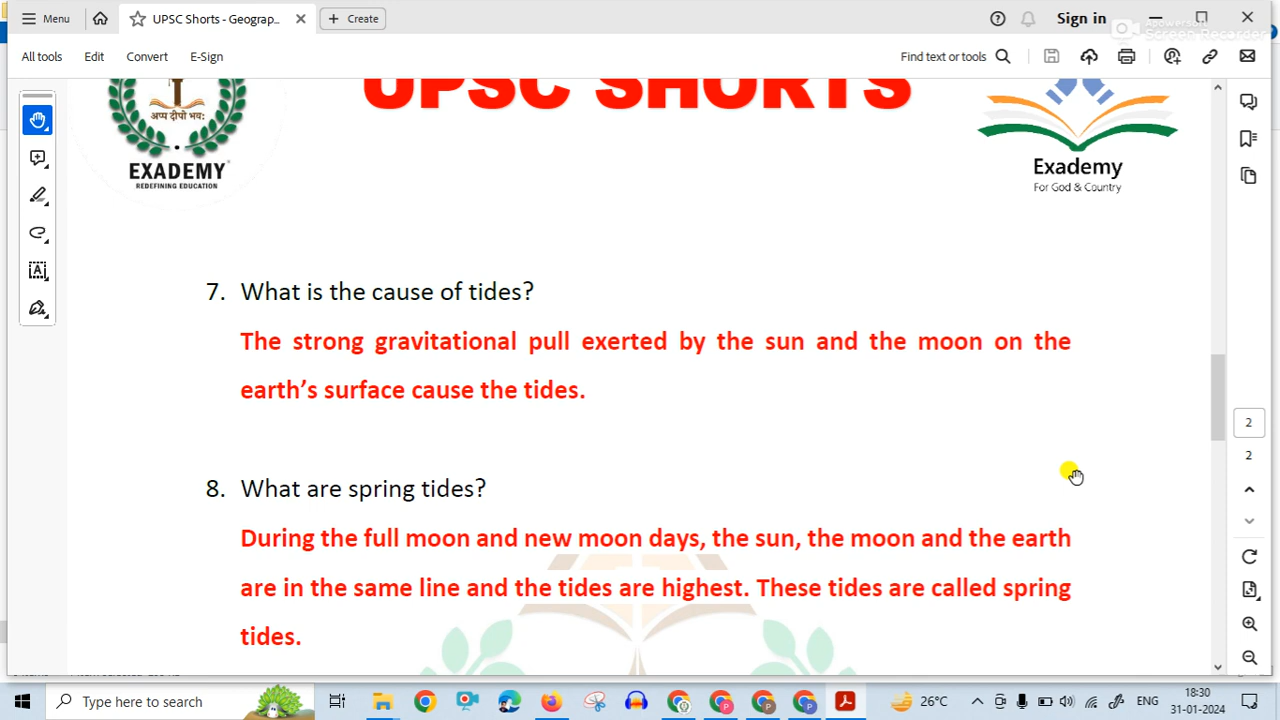 Menu
UPSC Shorts - Geograp...
Create
Sign in
Apowersoft
Screen Recorder
All tools Edit Convert E-Sign
Find text or tools
UPSC SHORTS
अप्प दीपो भव:
EXADEMY
REDEFINING EDUCATION
Exademy
For God & Country
7. What is the cause of tides?
The strong gravitational pull exerted by the sun and the moon on the
earth’s surface cause the tides.
8. What are spring tides?
During the full moon and new moon days, the sun, the moon and the earth
are in the same line and the tides are highest. These tides are called spring
tides.
2
2
Type here to search
26°C
ENG
18:30
31-01-2024